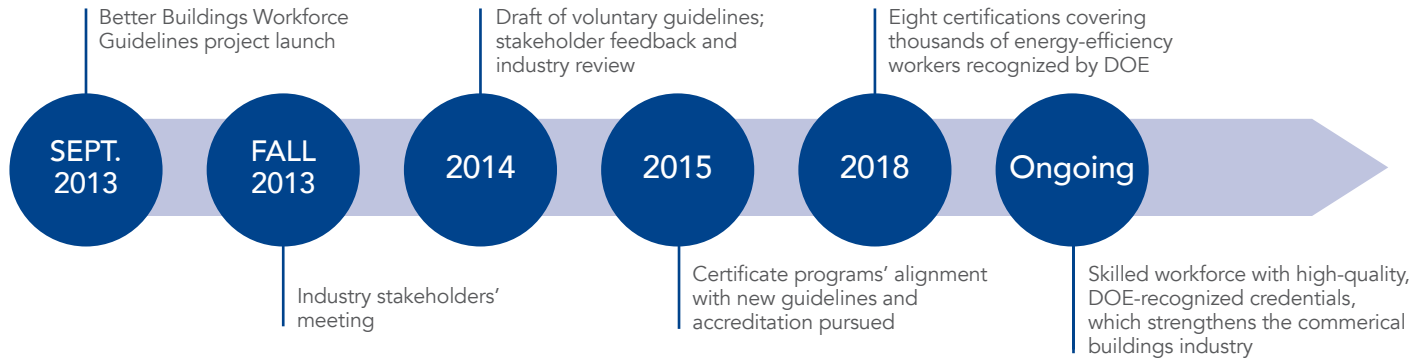 Better Buildings Workforce
Guidelines project launch
SEPT.
2013
FALL
2013
Industry stakeholders'
meeting
Draft of voluntary guidelines;
stakeholder feedback and
industry review
2014
2015
Certificate programs' alignment
with new guidelines and
accreditation pursued
Eight certifications covering
thousands of energy-efficiency
workers recognized by DOE
2018
Ongoing
Skilled workforce with high-quality,
DOE-recognized credentials,
which strengthens the commerical
buildings industry